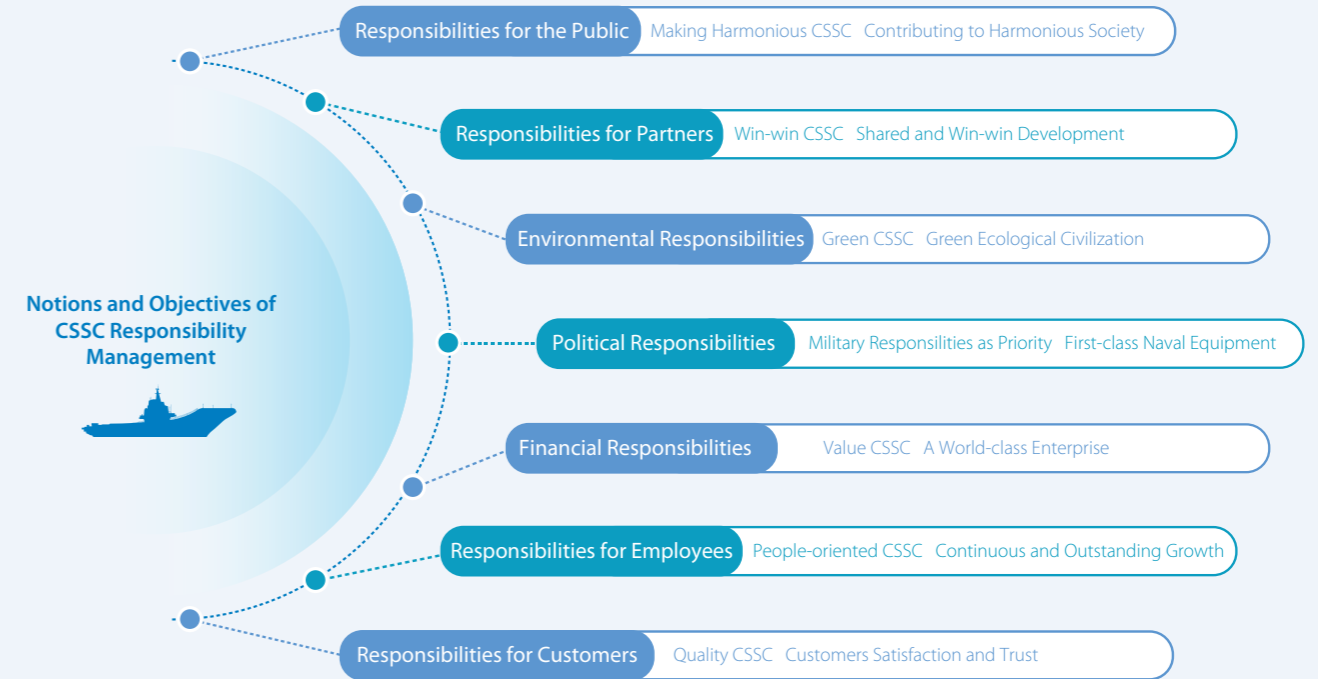 Responsibilities for the Public Making Harmonious CSSC Contributing to Harmonious Society
Responsibilities for Partners Win-win CSSC Shared and Win-win Development
Environmental Responsibilities Green CSSC Green Ecological Civilization
Notions and Objectives of
CSSC Responsibility
Management
Political Responsibilities Military Responsilities as Priority First-class Naval Equipment
Financial Responsibilities Value CSSC A World-class Enterprise
Responsibilities for Employees People-oriented CSSC Continuous and Outstanding Growth
Responsibilities for Customers Quality CSSC Customers Satisfaction and Trust